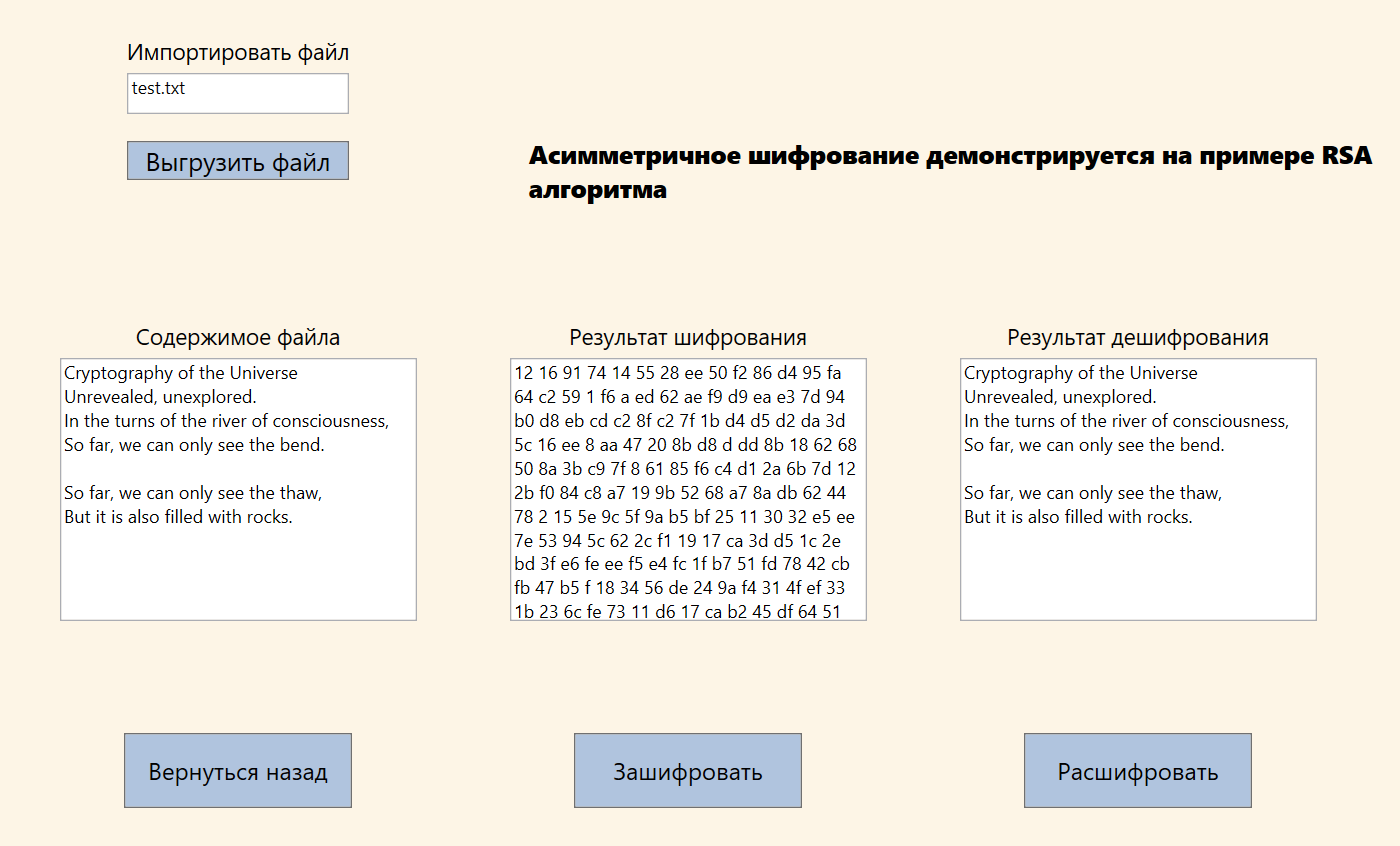 Импортировать файл
test.txt
Выгрузить файл
Асимметричное шифрование демонстрируется на примере RSA
алгоритма
Содержимое файла
Cryptography of the Universe
Unrevealed, unexplored.
In the turns of the river of consciousness,
So far, we can only see the bend.
So far, we can only see the thaw,
But it is also filled with rocks.
Результат шифрования
12 16 91 74 14 55 28 ee 50 f2 86 d4 95 fa
64 c2 59 1 f6 a ed 62 ae f9 d9 ea e3 7d 94
b0 d8 eb cd c2 8f c2 7f 1b d4 d5 d2 da 3d
5c 16 ee 8 aa 47 20 8b d8 d dd 8b 18 62 68
50 8a 3b c9 7f 8 61 85 f6 c4 d1 2a 6b 7d 12
2b f0 84 c8 a7 19 9b 52 68 a7 8a db 62 44
78 2 15 5e 9c 5f 9a b5 bf 25 11 30 32 e5 ee
7e 53 94 5c 62 2c f1 19 17 ca 3d d5 1c 2e
bd 3f e6 fe ee f5 e4 fc 1f b7 51 fd 78 42 cb
fb 47 b5 f 18 34 56 de 24 9a f4 31 4f ef 33
1b 23 6c fe 73 11 d6 17 ca b2 45 df 64 51
Результат дешифрования
Cryptography of the Universe
Unrevealed, unexplored.
In the turns of the river of consciousness,
So far, we can only see the bend.
So far, we can only see the thaw,
But it is also filled with rocks.
Вернуться назад
Зашифровать
Расшифровать